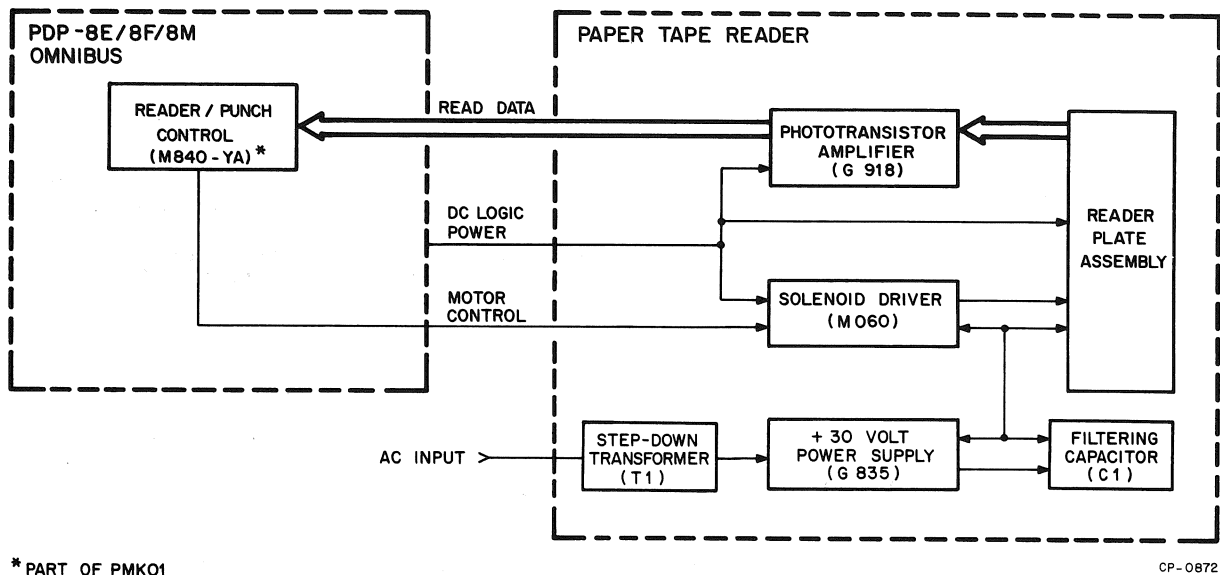 PDP-8E/8F/8M
OMNIBUS
READER / PUNCH
CONTROL
(M840-YA)*
READ DATA
DC LOGIC
POWER
MOTOR
CONTROL
PAPER TAPE READER
PHOTOTRANSISTOR
AMPLIFIER
(G 918)
READER
PLATE
ASSEMBLY
SOLENOID DRIVER
(M060)
AC INPUT
STEP-DOWN
TRANSFORMER
(T1)
+ 30 VOLT
POWER SUPPLY
(G 835)
FILTERING
CAPACITOR
(C1)
* PART OF PMK01
CP-0872